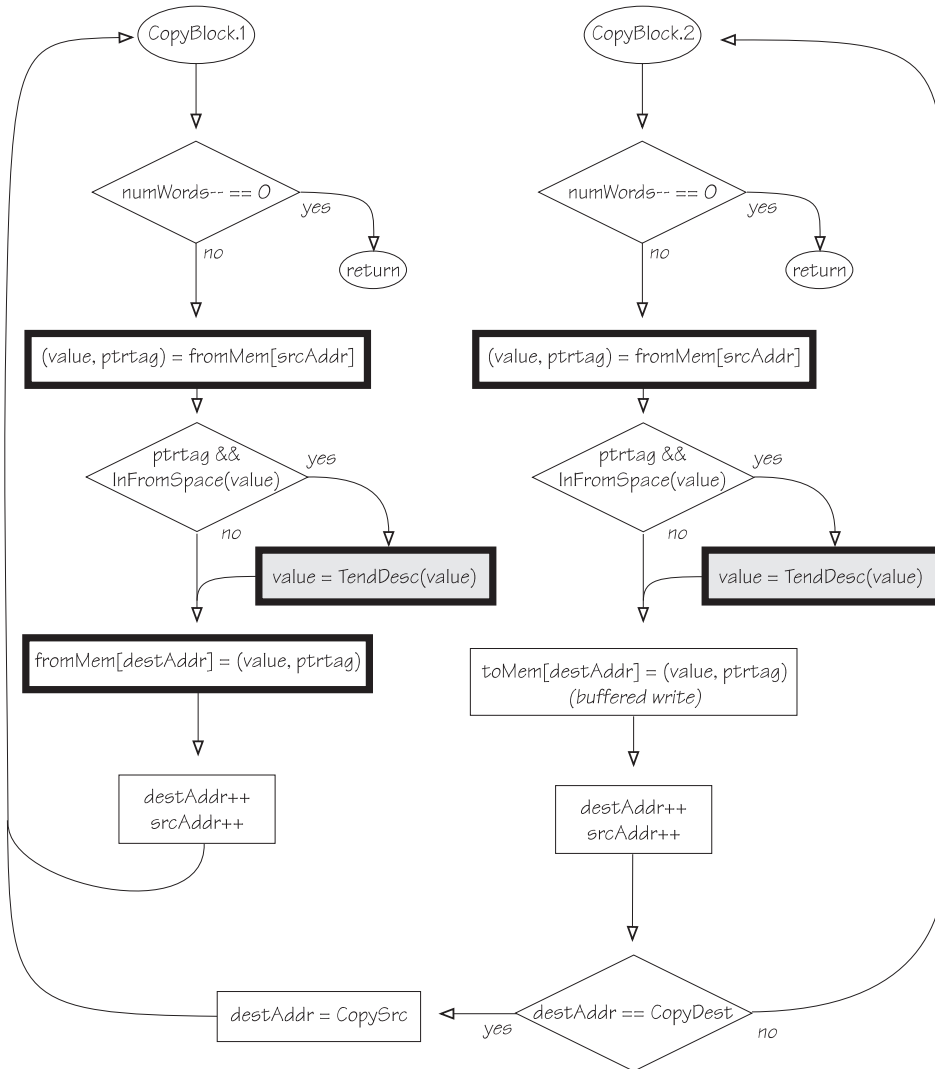 CopyBlock.1
numWords-- == 0
yes
return
no
(value, ptrtag) = fromMem[srcAddr]
ptrtag &&
InFromSpace(value)
yes
no
value = TendDesc(value)
fromMem[destAddr] = (value, ptrtag)
destAddr++
srcAddr++
CopyBlock.2
numWords-- == 0
yes
return
no
(value, ptrtag) = fromMem[srcAddr]
ptrtag &&
InFromSpace(value)
yes
no
value = TendDesc(value)
toMem[destAddr] = (value, ptrtag)
(buffered write)
destAddr++
srcAddr++
destAddr == CopyDest
yes
no
destAddr = CopySrc